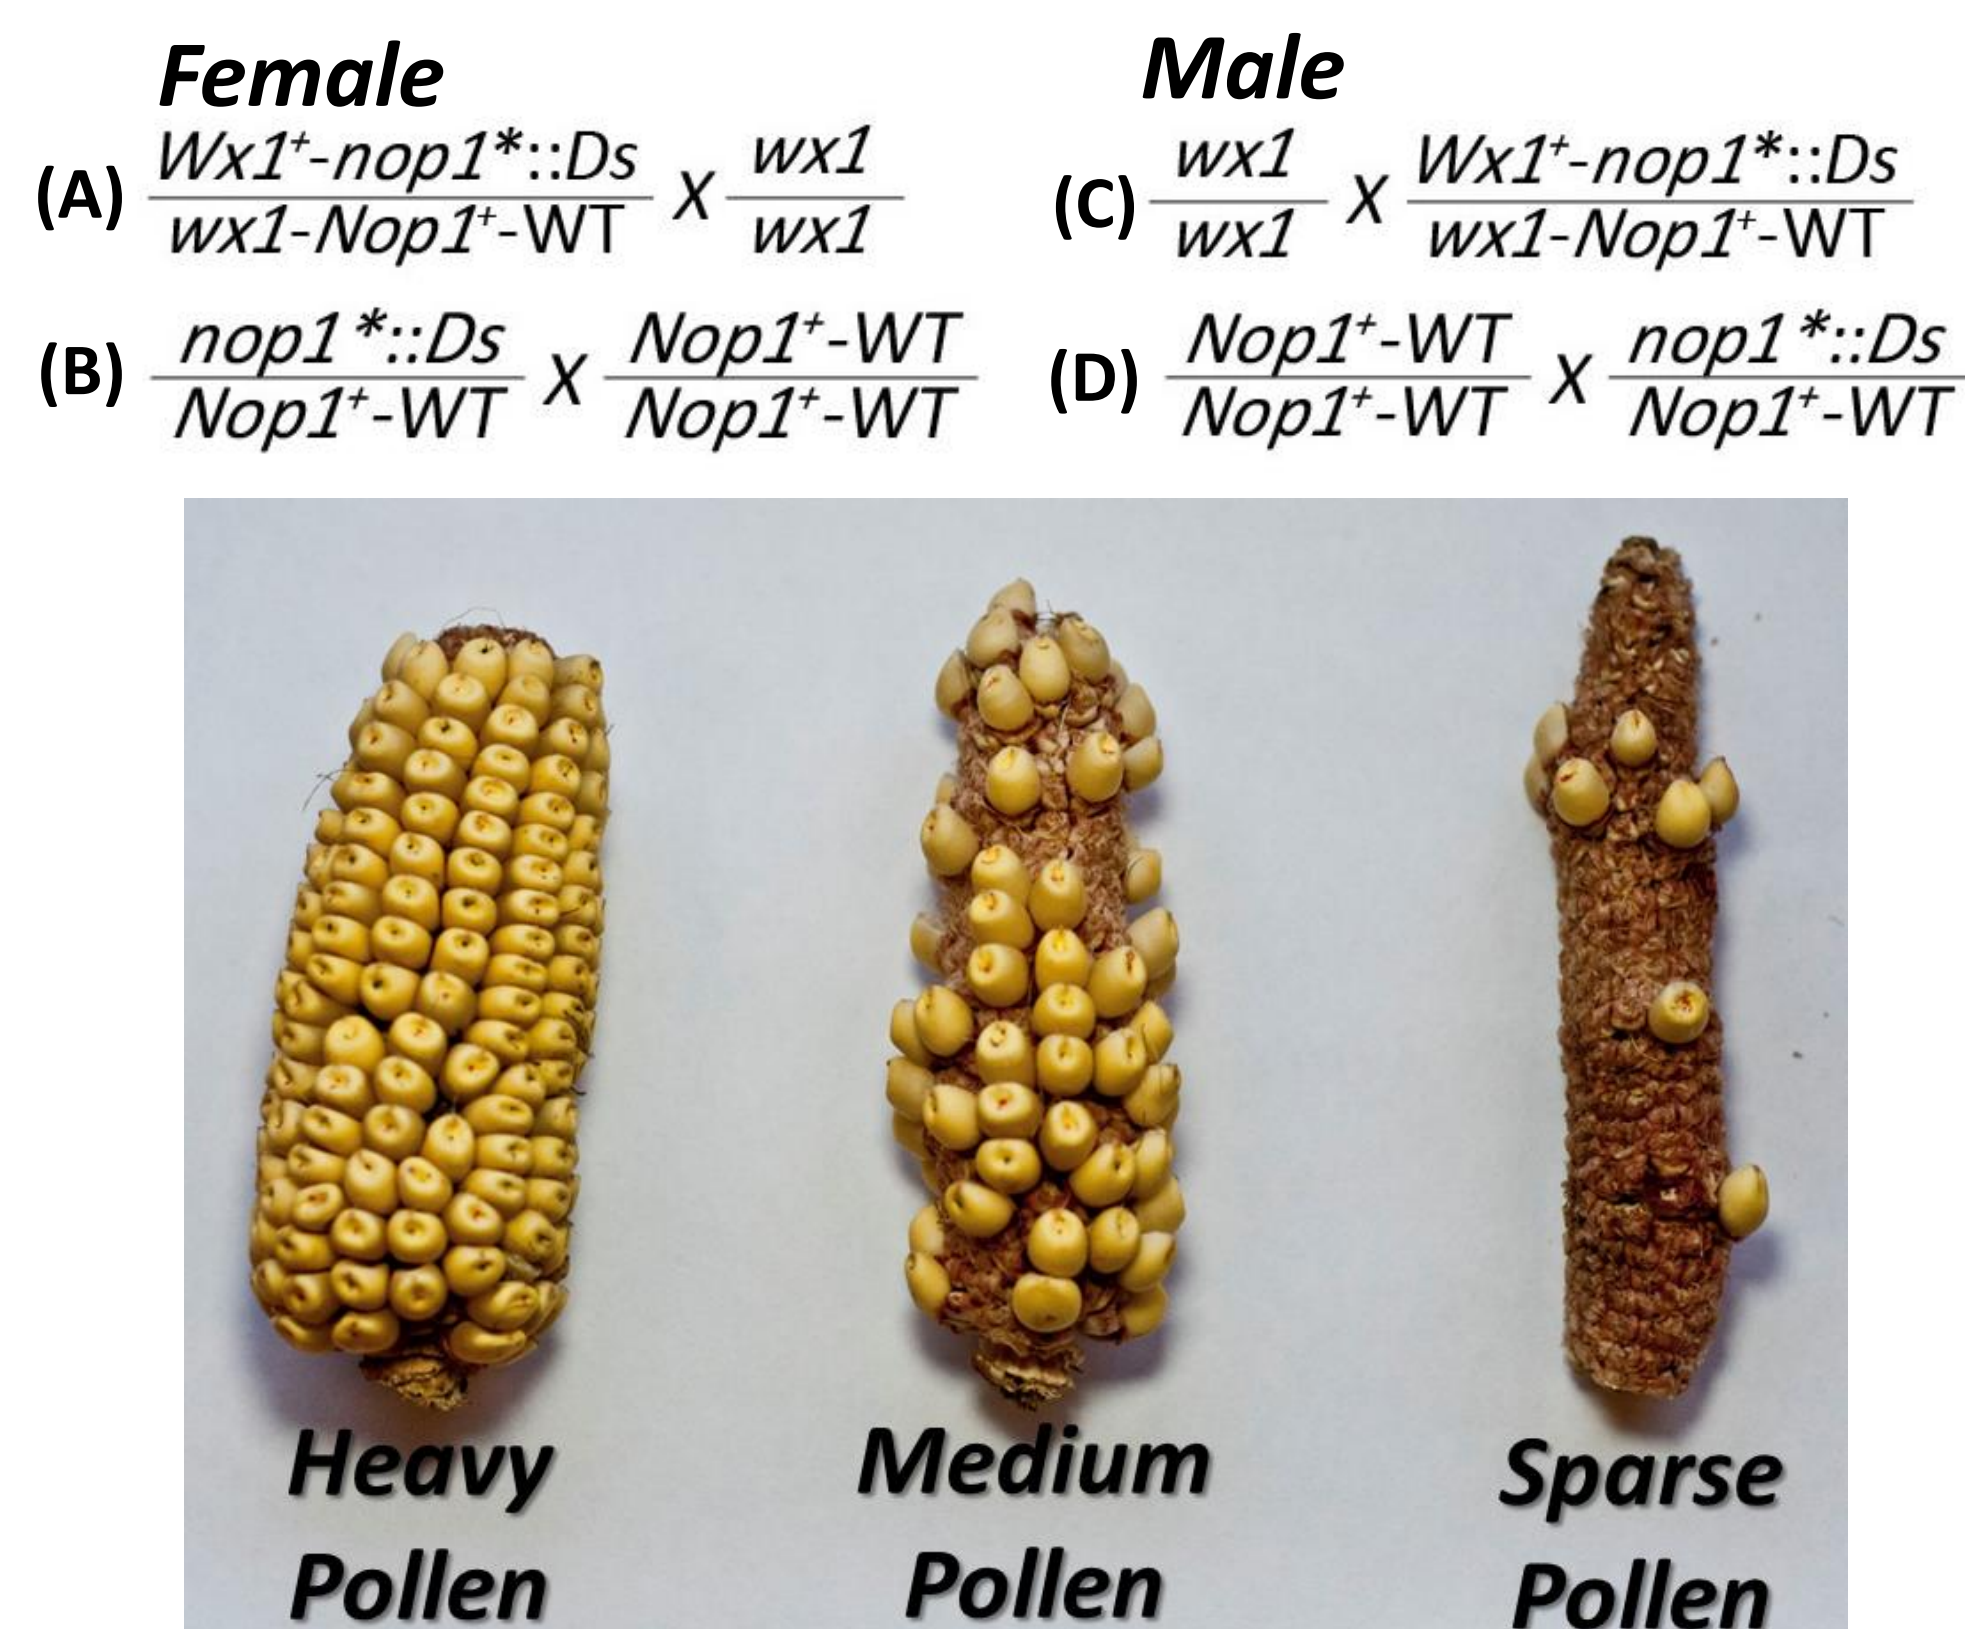 Female
Male
(A) Wx1⁺-nop1*::Ds / wx1-Nop1⁺-WT X wx1 / wx1
(B) nop1*::Ds / Nop1⁺-WT X Nop1⁺-WT / Nop1⁺-WT
(C) wx1 / wx1 X Wx1⁺-nop1*::Ds / wx1-Nop1⁺-WT
(D) Nop1⁺-WT / Nop1⁺-WT X nop1*::Ds / Nop1⁺-WT
Heavy
Pollen
Medium
Pollen
Sparse
Pollen